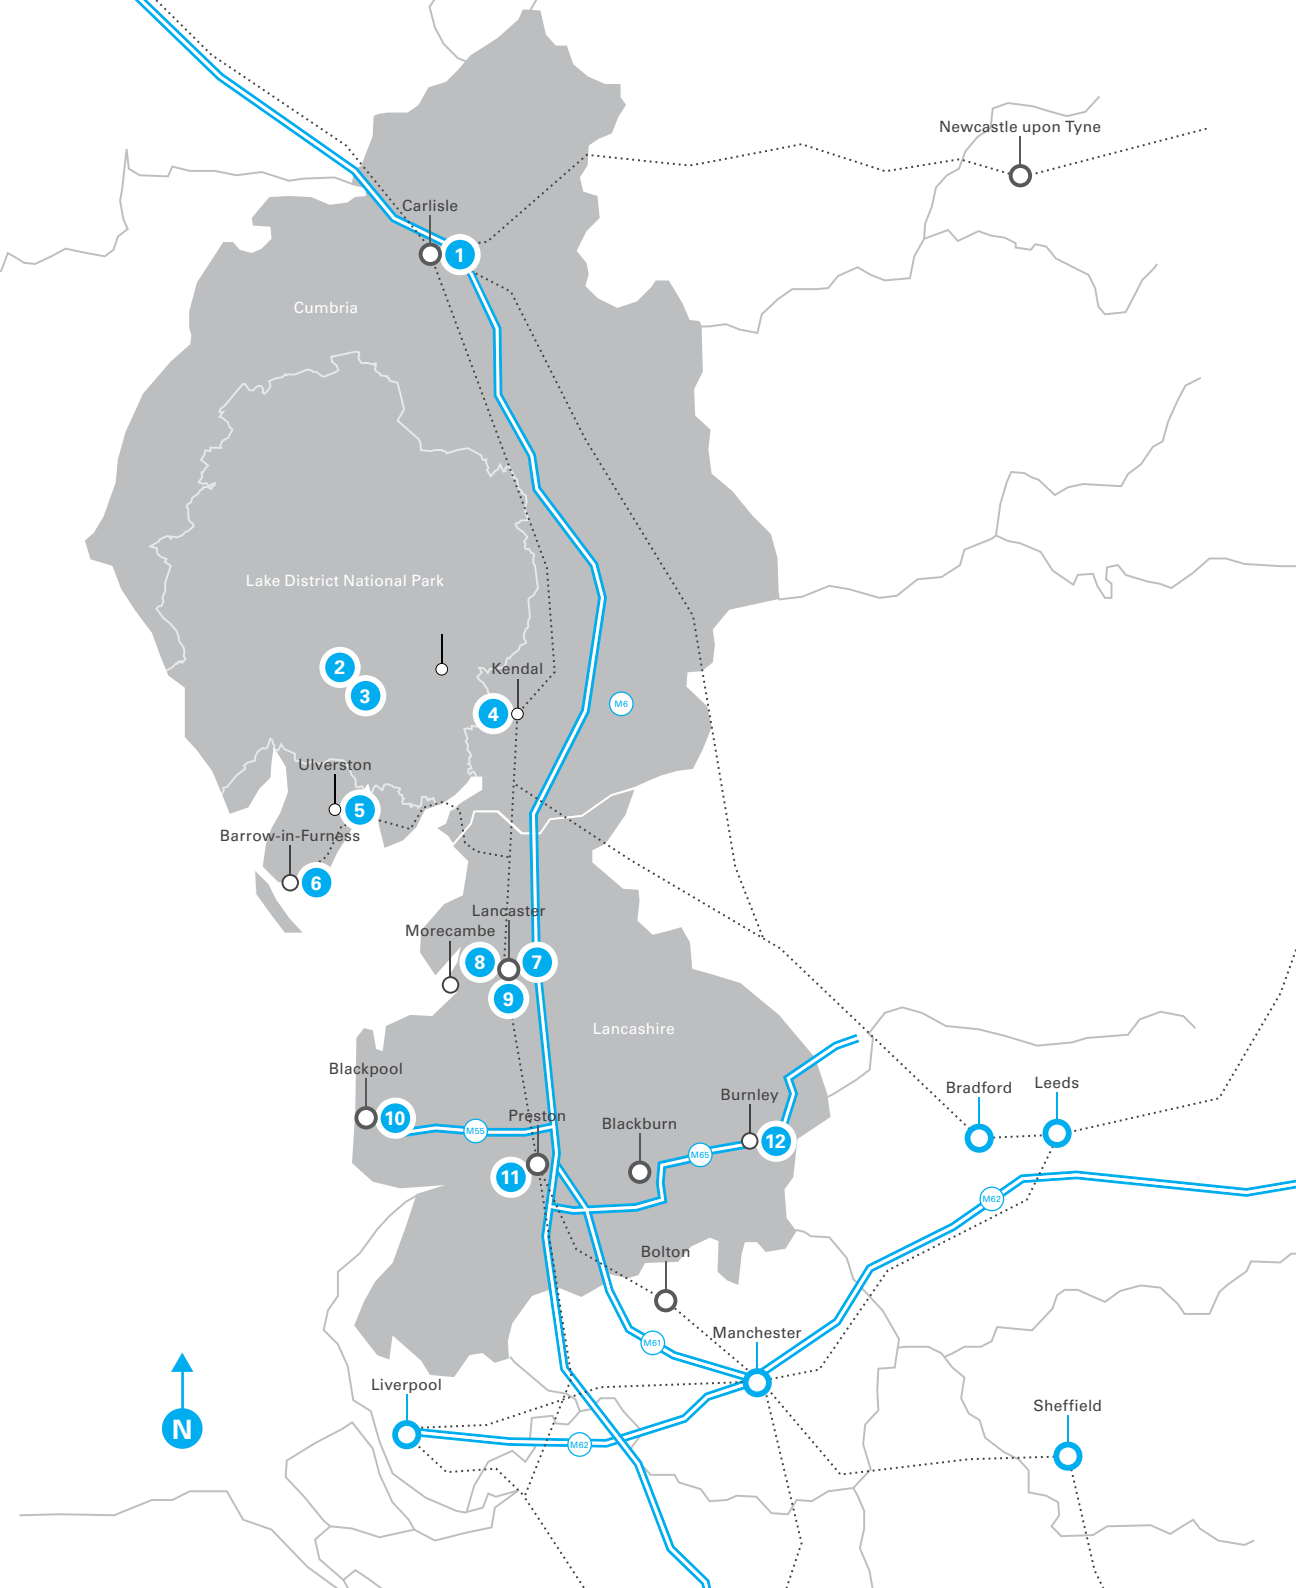 Newcastle upon Tyne
Carlisle
1
Cumbria
Lake District National Park
2
Kendal
3
M6
4
Ulverston
5
Barrow-in-Furness
6
Lancaster
Morecambe
8
7
9
Lancashire
Blackpool
Leeds
Bradford
Burnley
10
Preston
Blackburn
M55
12
M65
11
M62
Bolton
Manchester
M61
Liverpool
Sheffield
N
M62